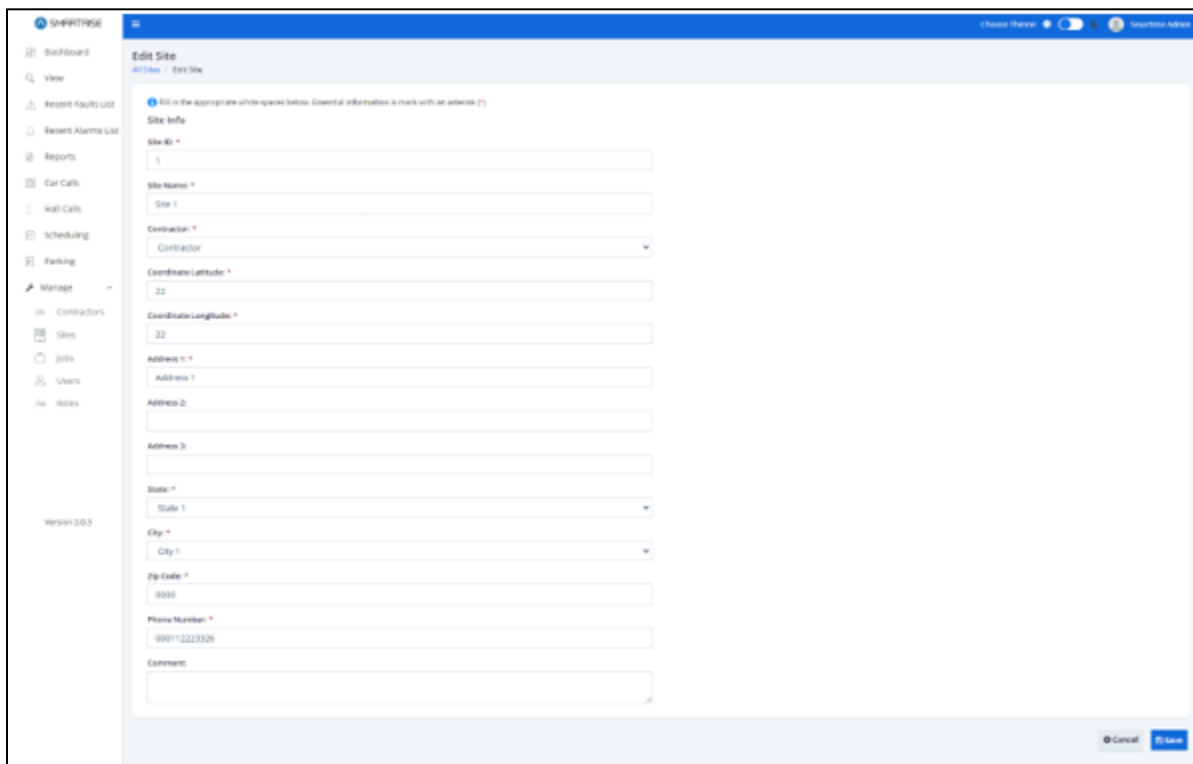 SMARTRISE
Choose Theme:
Smartrise Admin
Dashboard
View
Recent Faults List
Recent Alarms List
Reports
Car Calls
Hall Calls
Scheduling
Parking
Manage
Contractors
Sites
Jobs
Users
Roles
Version 2.0.5
Edit Site
All Sites / Edit Site
Fill in the appropriate white spaces below. Essential information is mark with an asterisk (*)
Site Info
Site ID: *
1
Site Name: *
Site 1
Contractor: *
Contractor
Coordinate Latitude: *
22
Coordinate Longitude: *
22
Address 1: *
Address 1
Address 2:
Address 3:
State: *
State 1
City: *
City 1
Zip Code: *
0000
Phone Number: *
000112223326
Comment:
Cancel
Save